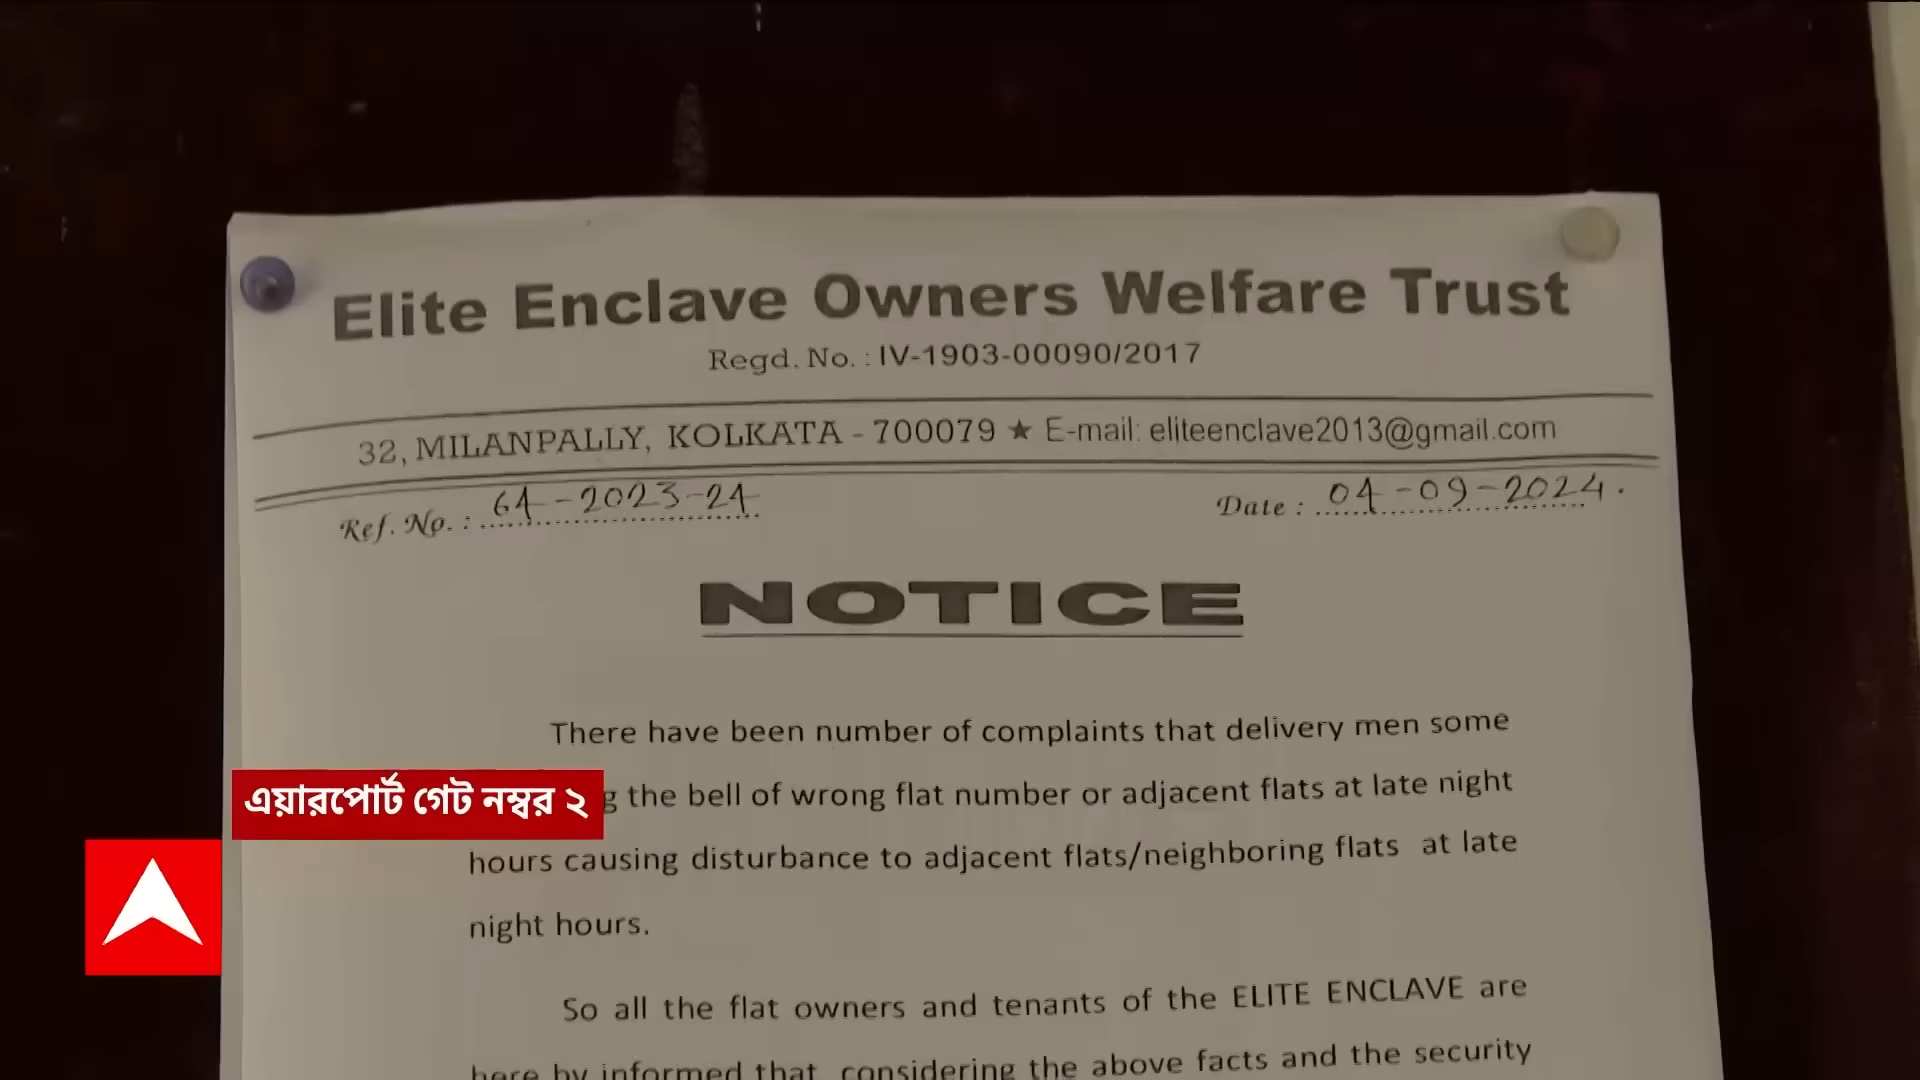 Elite Enclave Owners Welfare Trust
Regd. No. : IV-1903-00090/2017
32, MILANPALLY, KOLKATA - 700079 ★ E-mail: eliteenclave2013@gmail.com
Ref. No. : 64-2023-24 Date : 04-09-2024.
NOTICE
There have been number of complaints that delivery men some
the bell of wrong flat number or adjacent flats at late night
hours causing disturbance to adjacent flats/neighboring flats at late
night hours.
So all the flat owners and tenants of the ELITE ENCLAVE are
here by informed that considering the above facts and the security
এয়ারপোর্ট গেট নম্বর ২